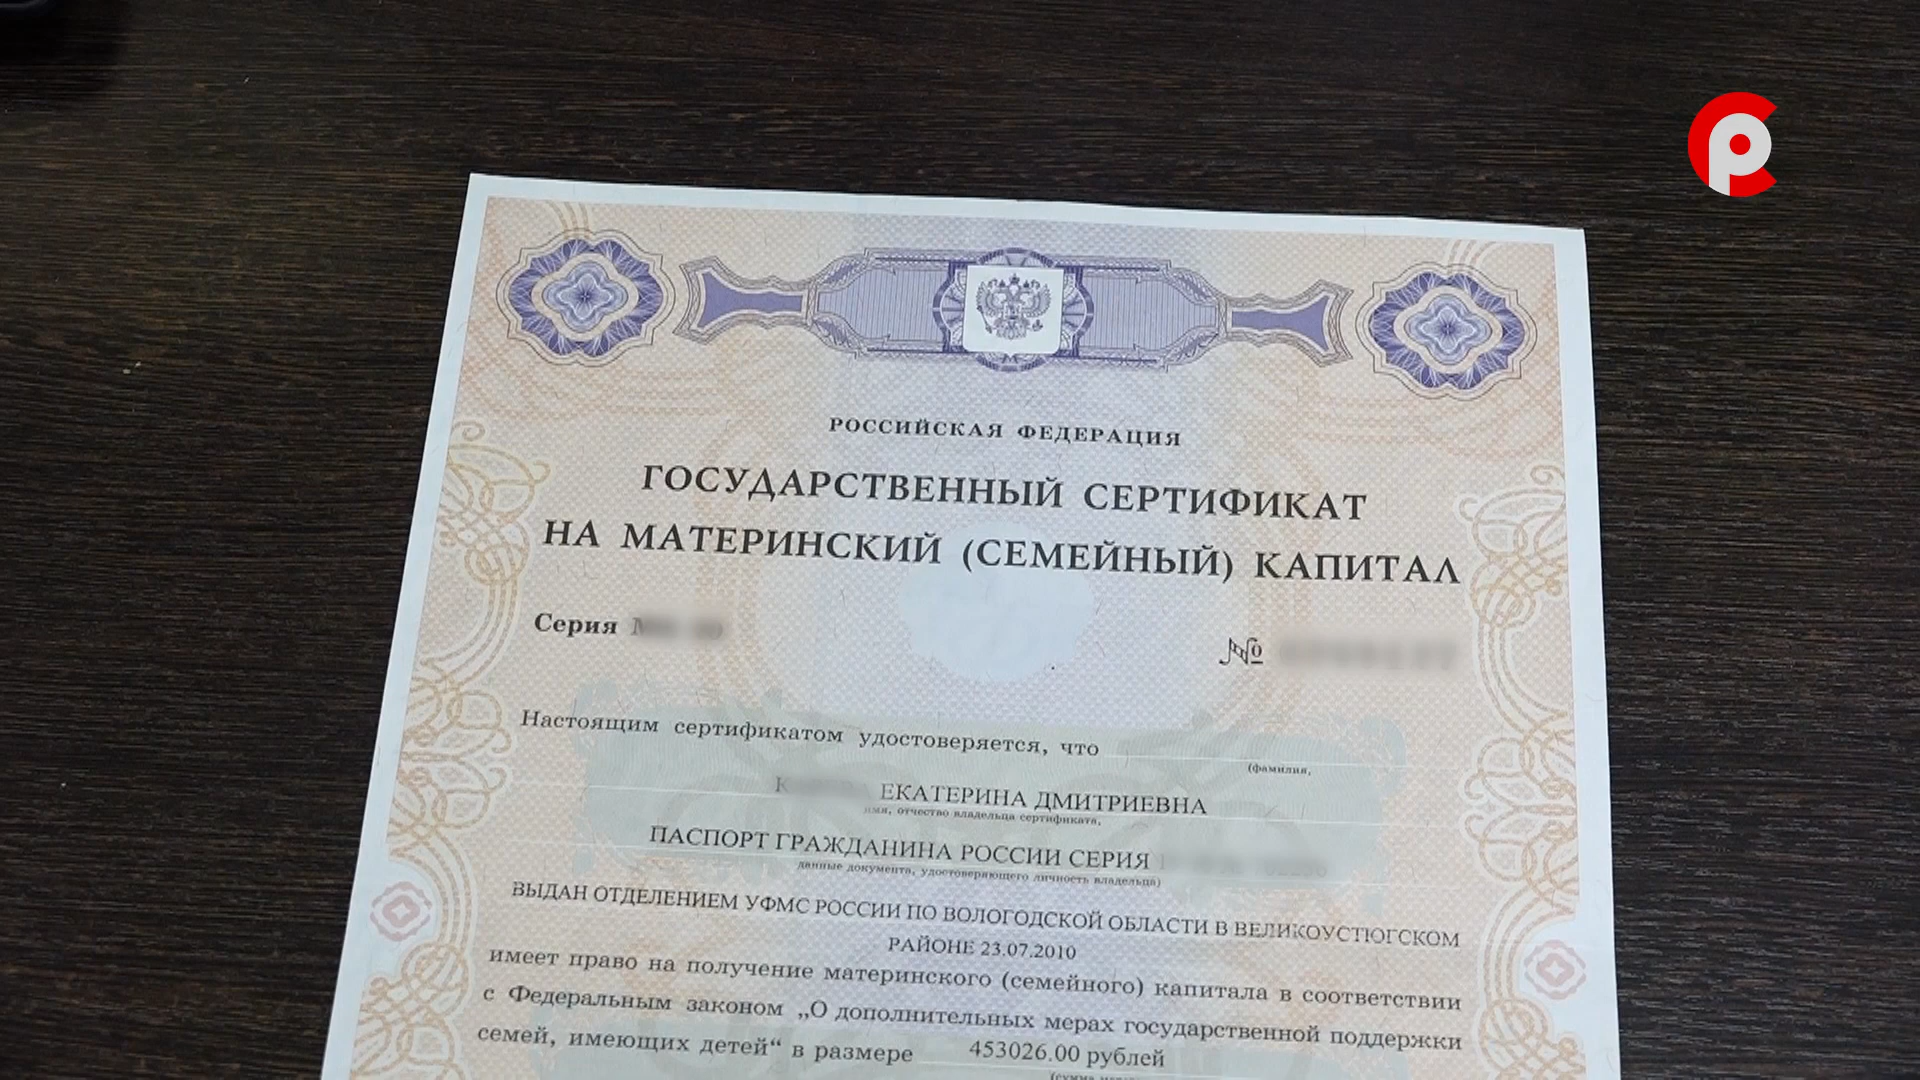 РОССИЙСКАЯ ФЕДЕРАЦИЯ
ГОСУДАРСТВЕННЫЙ СЕРТИФИКАТ
НА МАТЕРИНСКИЙ (СЕМЕЙНЫЙ) КАПИТАЛ
Серия
№
Настоящим сертификатом удостоверяется, что
(фамилия,
ЕКАТЕРИНА ДМИТРИЕВНА
имя, отчество владельца сертификата,
ПАСПОРТ ГРАЖДАНИНА РОССИИ СЕРИЯ
данные документа, удостоверяющего личность владельца)
ВЫДАН ОТДЕЛЕНИЕМ УФМС РОССИИ ПО ВОЛОГОДСКОЙ ОБЛАСТИ В ВЕЛИКОУСТЮГСКОМ
РАЙОНЕ 23.07.2010
имеет право на получение материнского (семейного) капитала в соответствии
с Федеральным законом „О дополнительных мерах государственной поддержки
семей, имеющих детей“ в размере 453026.00 рублей